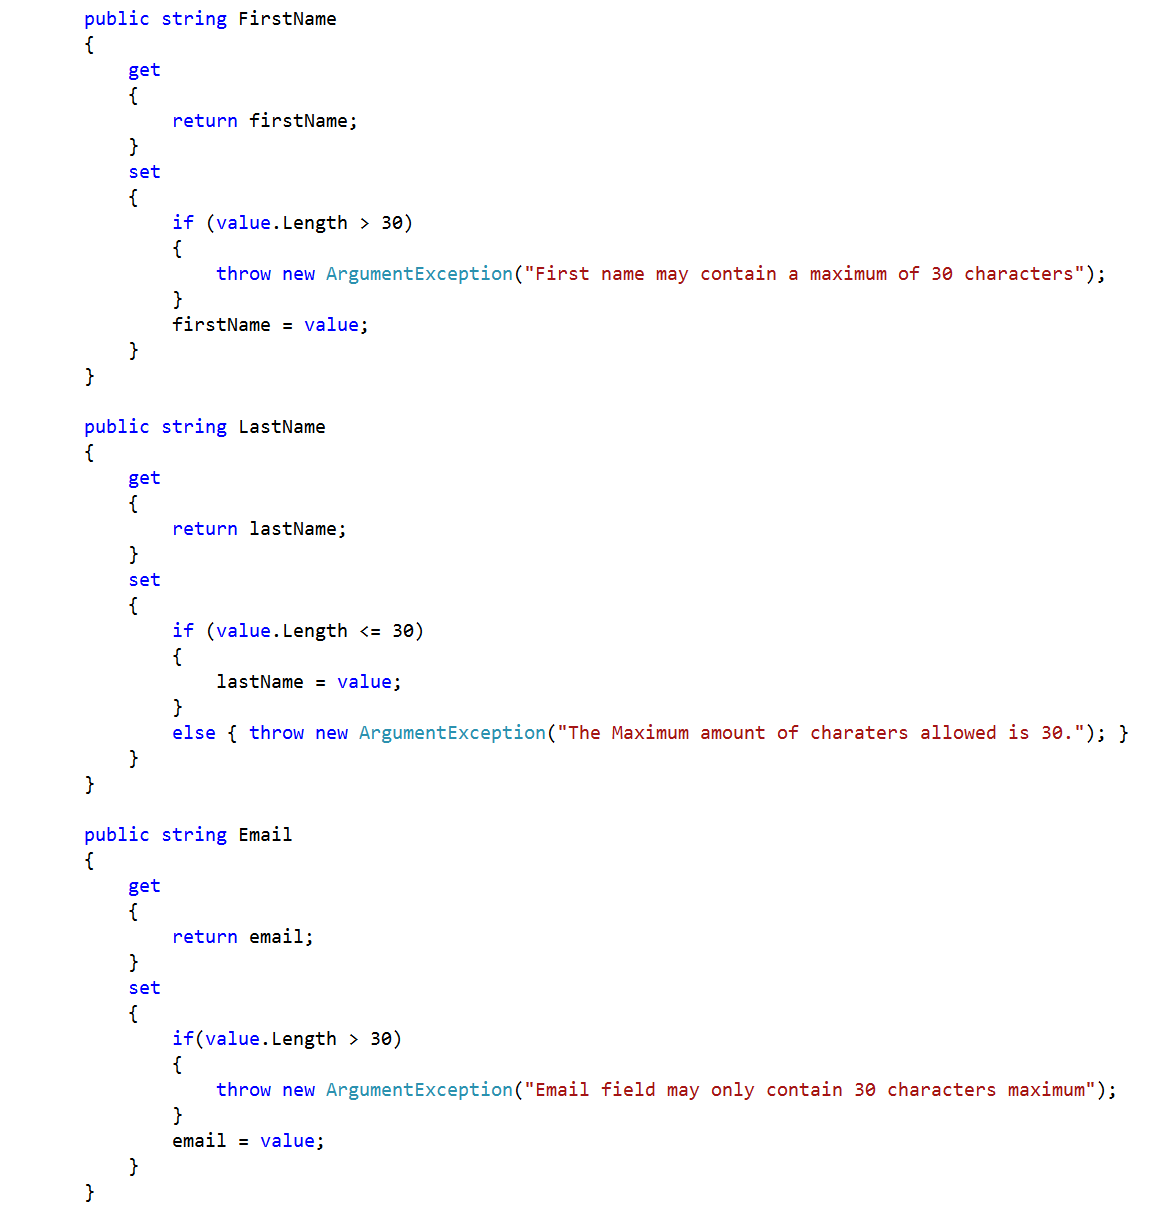 public string FirstName
{
    get
    {
        return firstName;
    }
    set
    {
        if (value.Length > 30)
        {
            throw new ArgumentException("First name may contain a maximum of 30 characters");
        }
        firstName = value;
    }
}

public string LastName
{
    get
    {
        return lastName;
    }
    set
    {
        if (value.Length <= 30)
        {
            lastName = value;
        }
        else { throw new ArgumentException("The Maximum amount of charaters allowed is 30."); }
    }
}

public string Email
{
    get
    {
        return email;
    }
    set
    {
        if(value.Length > 30)
        {
            throw new ArgumentException("Email field may only contain 30 characters maximum");
        }
        email = value;
    }
}